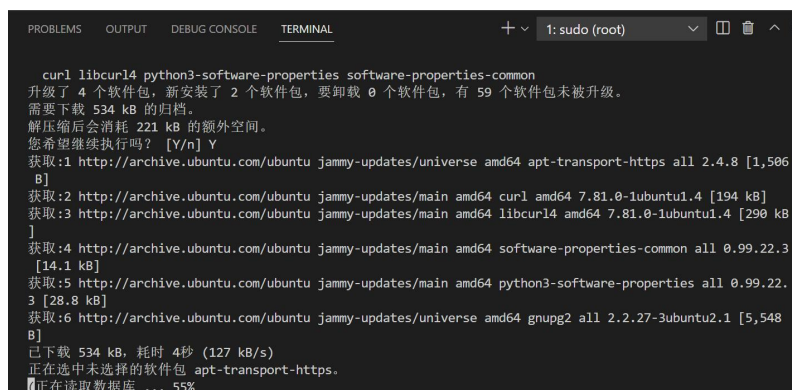 PROBLEMS OUTPUT DEBUG CONSOLE TERMINAL 1: sudo (root)
curl libcurl4 python3-software-properties software-properties-common
升级了 4 个软件包，新安装了 2 个软件包，要卸载 0 个软件包，有 59 个软件包未被升级。
需要下载 534 kB 的归档。
解压缩后会消耗 221 kB 的额外空间。
您希望继续执行吗？ [Y/n] Y
获取:1 http://archive.ubuntu.com/ubuntu jammy-updates/universe amd64 apt-transport-https all 2.4.8 [1,506
B]
获取:2 http://archive.ubuntu.com/ubuntu jammy-updates/main amd64 curl amd64 7.81.0-1ubuntu1.4 [194 kB]
获取:3 http://archive.ubuntu.com/ubuntu jammy-updates/main amd64 libcurl4 amd64 7.81.0-1ubuntu1.4 [290 kB
]
获取:4 http://archive.ubuntu.com/ubuntu jammy-updates/main amd64 software-properties-common all 0.99.22.3
[14.1 kB]
获取:5 http://archive.ubuntu.com/ubuntu jammy-updates/main amd64 python3-software-properties all 0.99.22.
3 [28.8 kB]
获取:6 http://archive.ubuntu.com/ubuntu jammy-updates/universe amd64 gnupg2 all 2.2.27-3ubuntu2.1 [5,548
B]
已下载 534 kB，耗时 4秒 (127 kB/s)
正在选中未选择的软件包 apt-transport-https。
(正在读取数据库 ... 55%